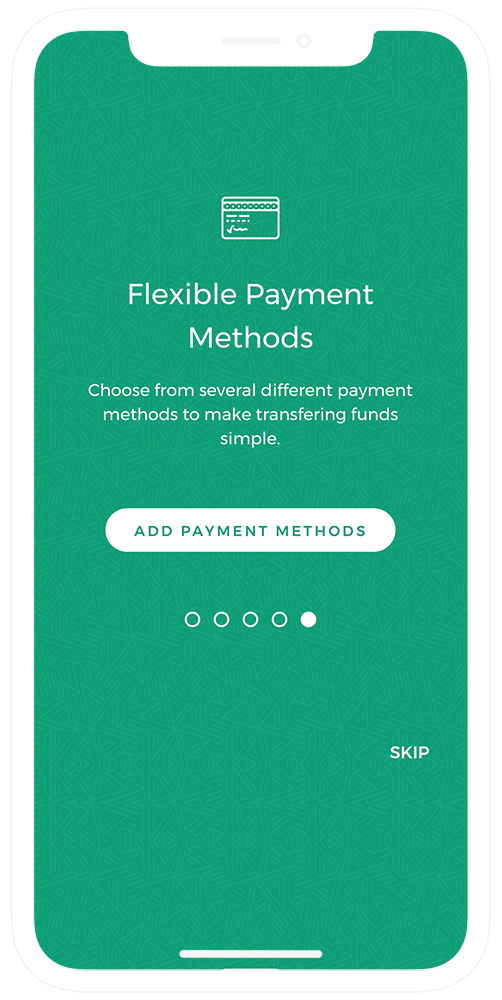 Flexible Payment
Methods
Choose from several different payment
methods to make transfering funds
simple.
ADD PAYMENT METHODS
SKIP